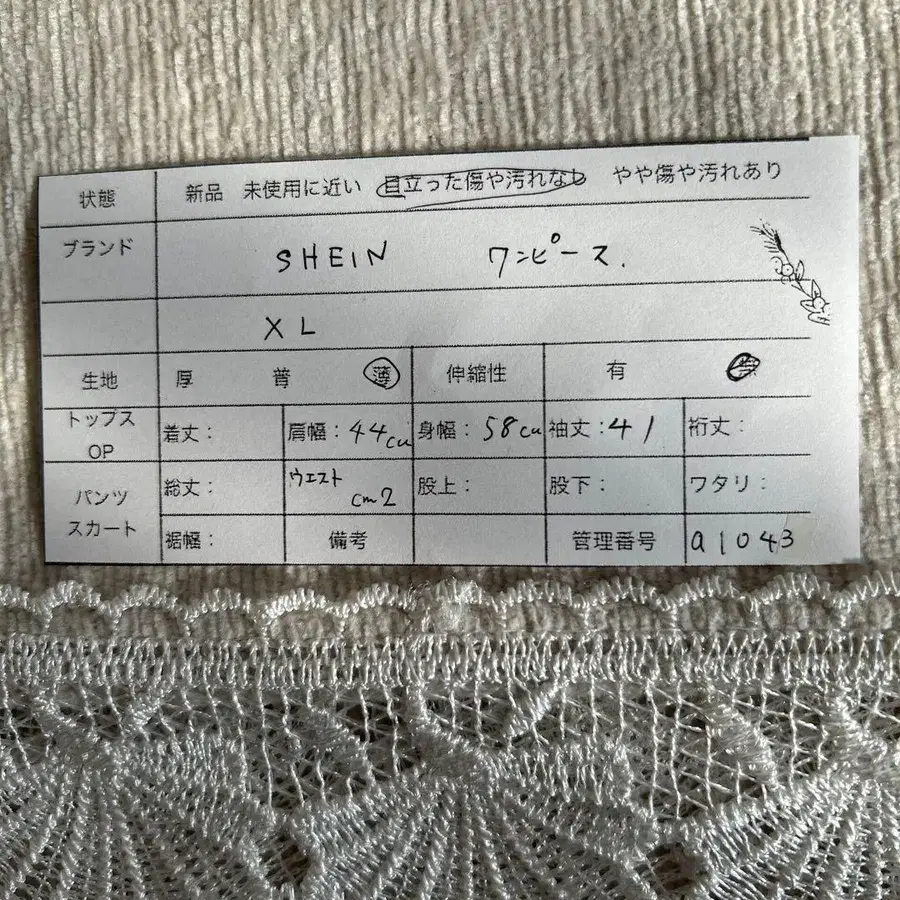 状態 新品 未使用に近い 目立った傷や汚れなし やや傷や汚れあり
ブランド SHEIN ワンピース.
XL
生地 厚 普 薄 伸縮性 有
トップス OP 着丈: 肩幅:44cm 身幅:58cm 袖丈:41 裄丈:
パンツ スカート 総丈: ウエスト cm2 股上: 股下: ワタリ:
裾幅: 備考 管理番号 a1043